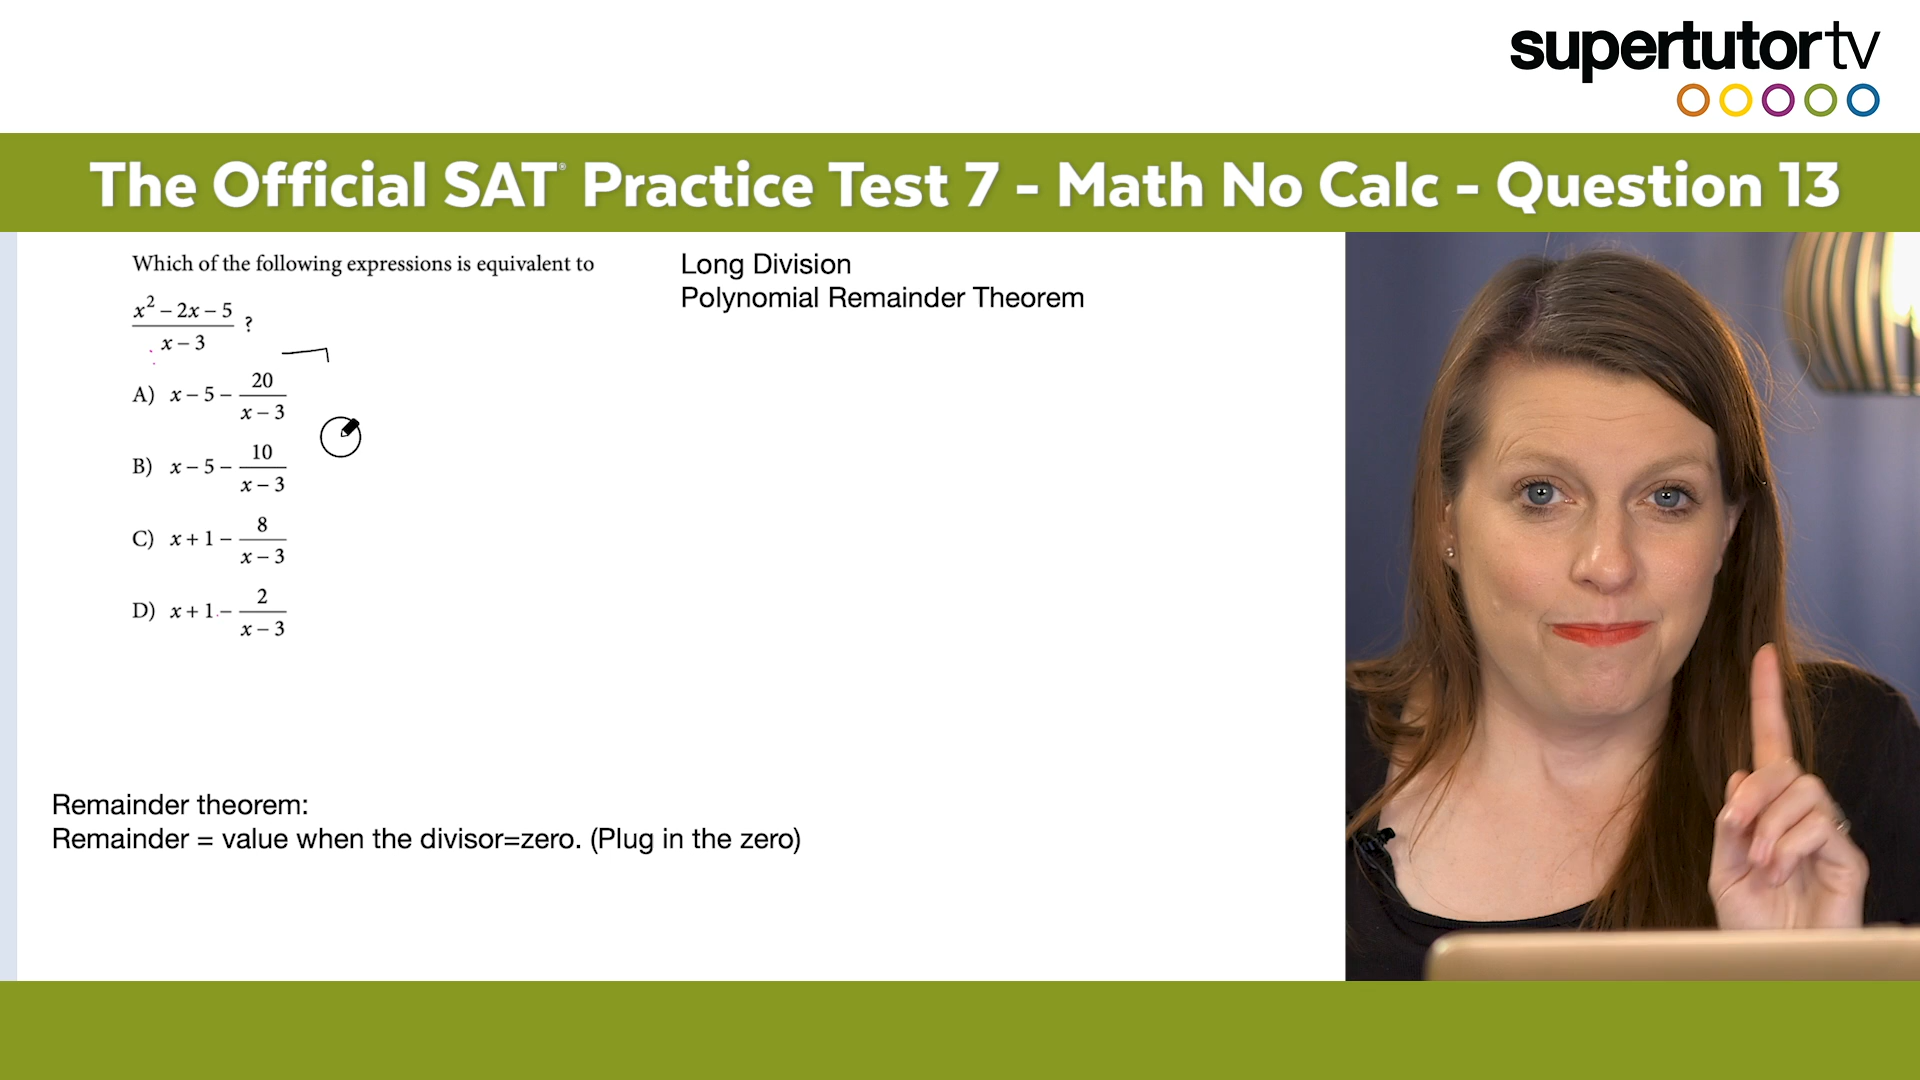 supertutortv
The Official SAT® Practice Test 7 - Math No Calc - Question 13
Which of the following expressions is equivalent to
x² – 2x – 5
x – 3
?
A) x – 5 – 20
x – 3
B) x – 5 – 10
x – 3
C) x + 1 – 8
x – 3
D) x + 1 – 2
x – 3
Long Division
Polynomial Remainder Theorem
Remainder theorem:
Remainder = value when the divisor=zero. (Plug in the zero)